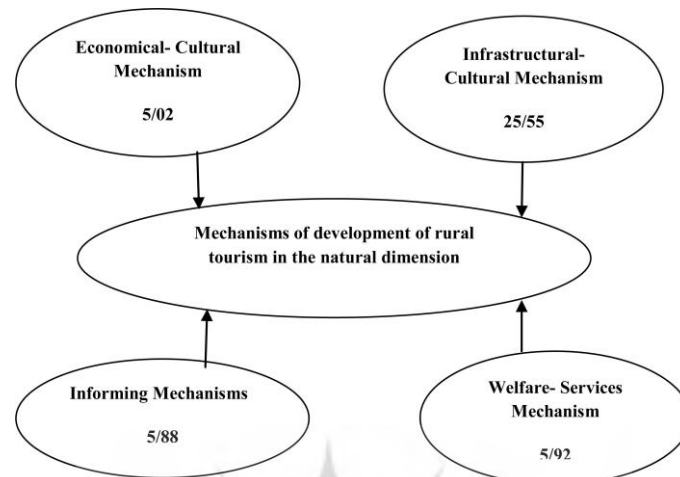 Economical- Cultural
Mechanism
5/02
Infrastructural-
Cultural Mechanism
25/55
Mechanisms of development of rural
tourism in the natural dimension
Informing Mechanisms
5/88
Welfare- Services
Mechanism
5/92